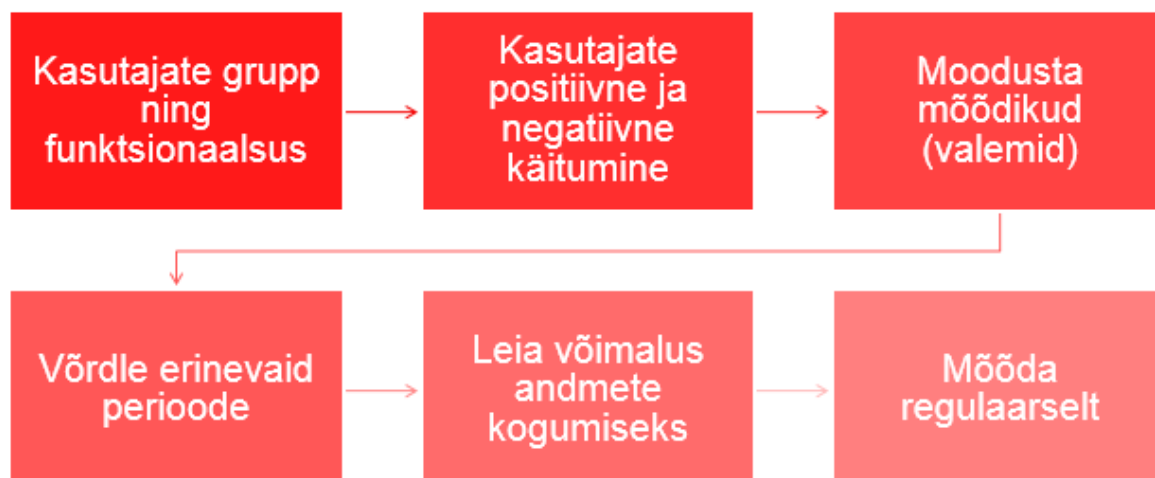 Kasutajate grupp
ning
funktsionaalsus
Kasutajate
positiivne ja
negatiivne
käitumine
Moodusta
mõõdikud
(valemid)
Võrdle erinevaid
perioode
Leia võimalus
andmete
kogumiseks
Mõõda
regulaarselt